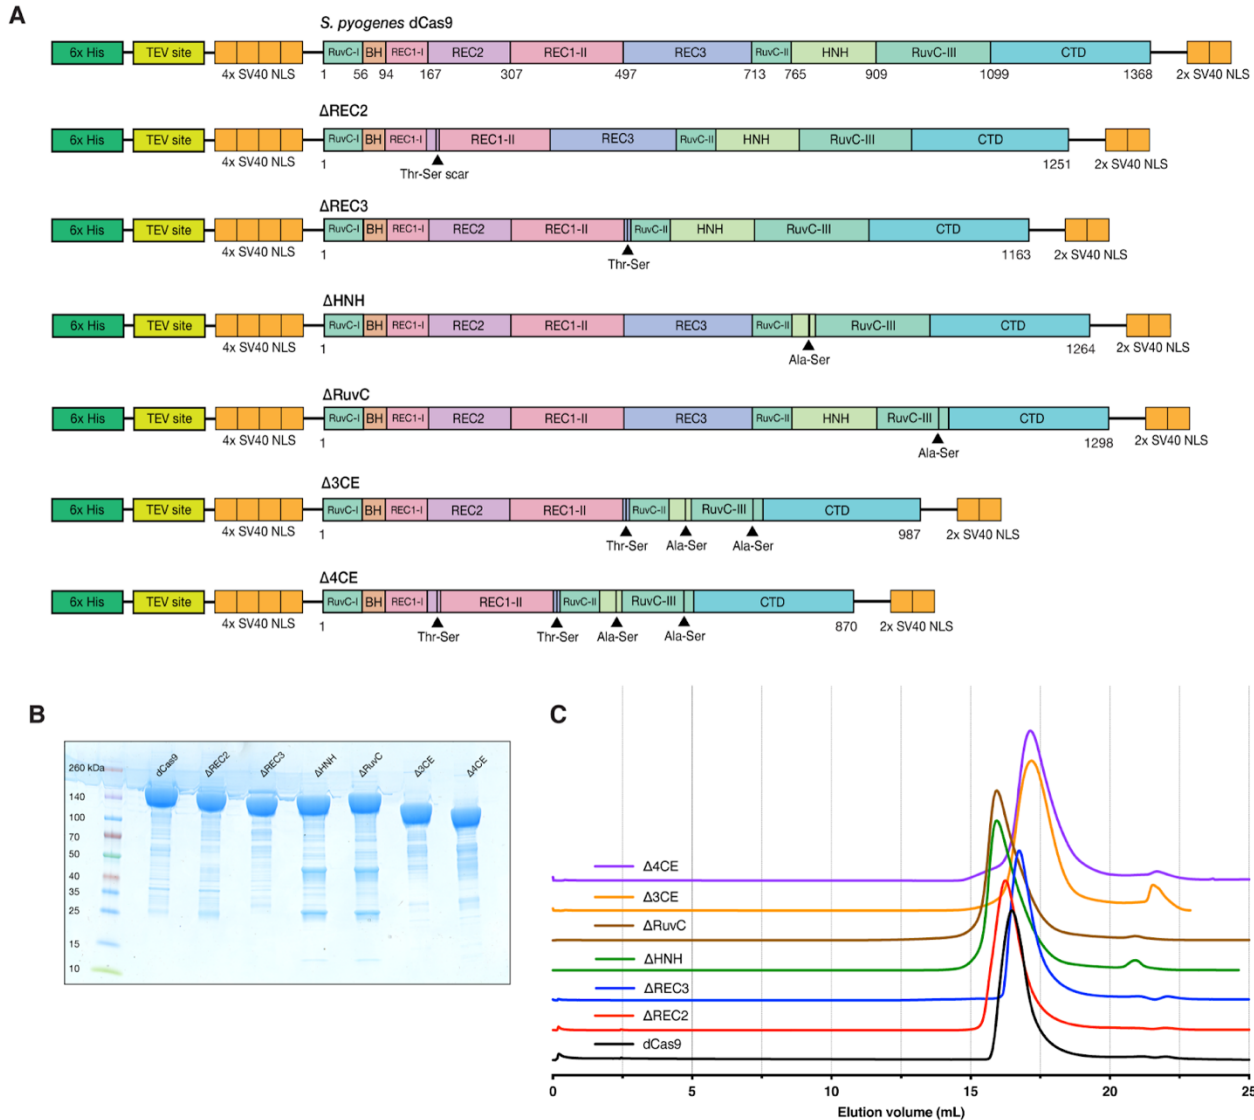 A
S. pyogenes dCas9
6x His TEV site RuvC-I BH REC1-I REC2 REC1-II REC3 RuvC-II HNH RuvC-III CTD
4x SV40 NLS 1 56 94 167 307 497 713 765 909 1099 1368 2x SV40 NLS
ΔREC2
6x His TEV site RuvC-I BH REC1-I REC1-II REC3 RuvC-II HNH RuvC-III CTD
4x SV40 NLS 1 1251 2x SV40 NLS
Thr-Ser scar
ΔREC3
6x His TEV site RuvC-I BH REC1-I REC2 REC1-II RuvC-II HNH RuvC-III CTD
4x SV40 NLS 1 1163 2x SV40 NLS
Thr-Ser
ΔHNH
6x His TEV site RuvC-I BH REC1-I REC2 REC1-II REC3 RuvC-II RuvC-III CTD
4x SV40 NLS 1 1264 2x SV40 NLS
Ala-Ser
ΔRuvC
6x His TEV site RuvC-I BH REC1-I REC2 REC1-II REC3 RuvC-II HNH RuvC-III CTD
4x SV40 NLS 1 1298 2x SV40 NLS
Ala-Ser
Δ3CE
6x His TEV site RuvC-I BH REC1-I REC2 REC1-II RuvC-II RuvC-III CTD
4x SV40 NLS 1 987 2x SV40 NLS
Thr-Ser Ala-Ser Ala-Ser
Δ4CE
6x His TEV site RuvC-I BH REC1-I REC1-II RuvC-II RuvC-III CTD
4x SV40 NLS 1 870 2x SV40 NLS
Thr-Ser Thr-Ser Ala-Ser Ala-Ser
B
dCas9 ΔREC2 ΔREC3 ΔHNH ΔRuvC Δ3CE Δ4CE
260 kDa
140
100
70
50
40
35
25
15
10
C
Δ4CE
Δ3CE
ΔRuvC
ΔHNH
ΔREC3
ΔREC2
dCas9
0 5 10 15 20 25
Elution volume (mL)